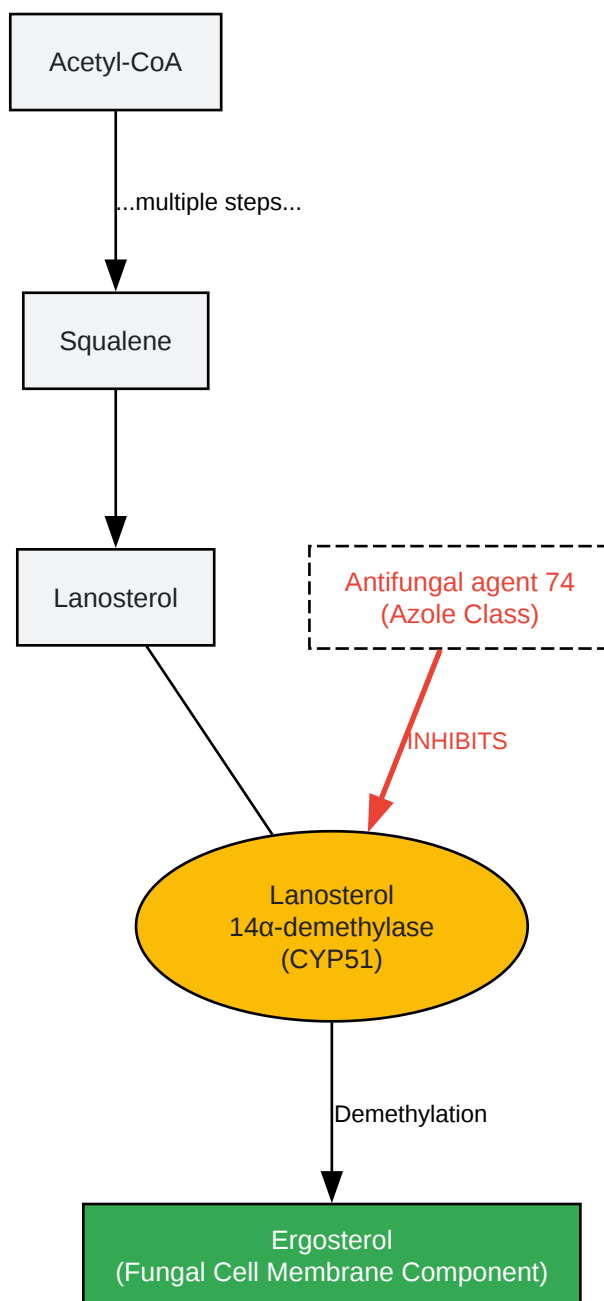 Acetyl-CoA
...multiple steps...
Squalene
Lanosterol
Antifungal agent 74
(Azole Class)
INHIBITS
Lanosterol
14α-demethylase
(CYP51)
Demethylation
Ergosterol
(Fungal Cell Membrane Component)